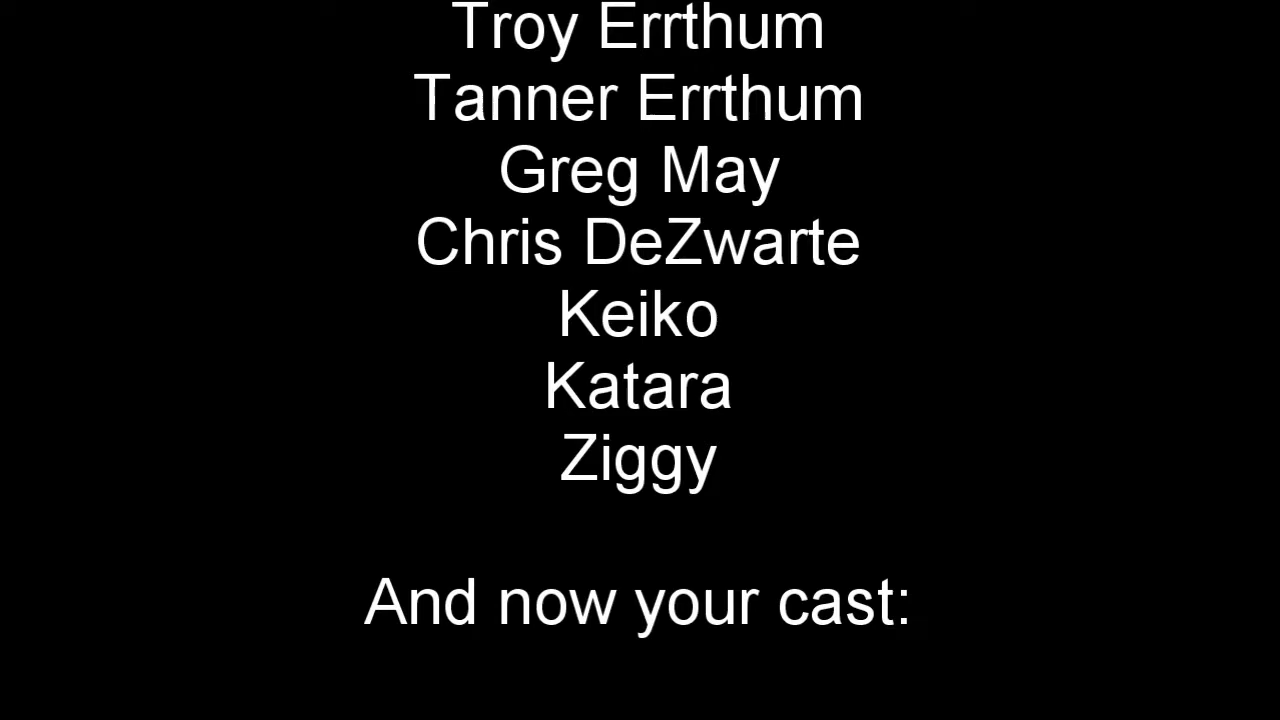 Troy Errthum
Tanner Errthum
Greg May
Chris DeZwarte
Keiko
Katara
Ziggy
And now your cast: